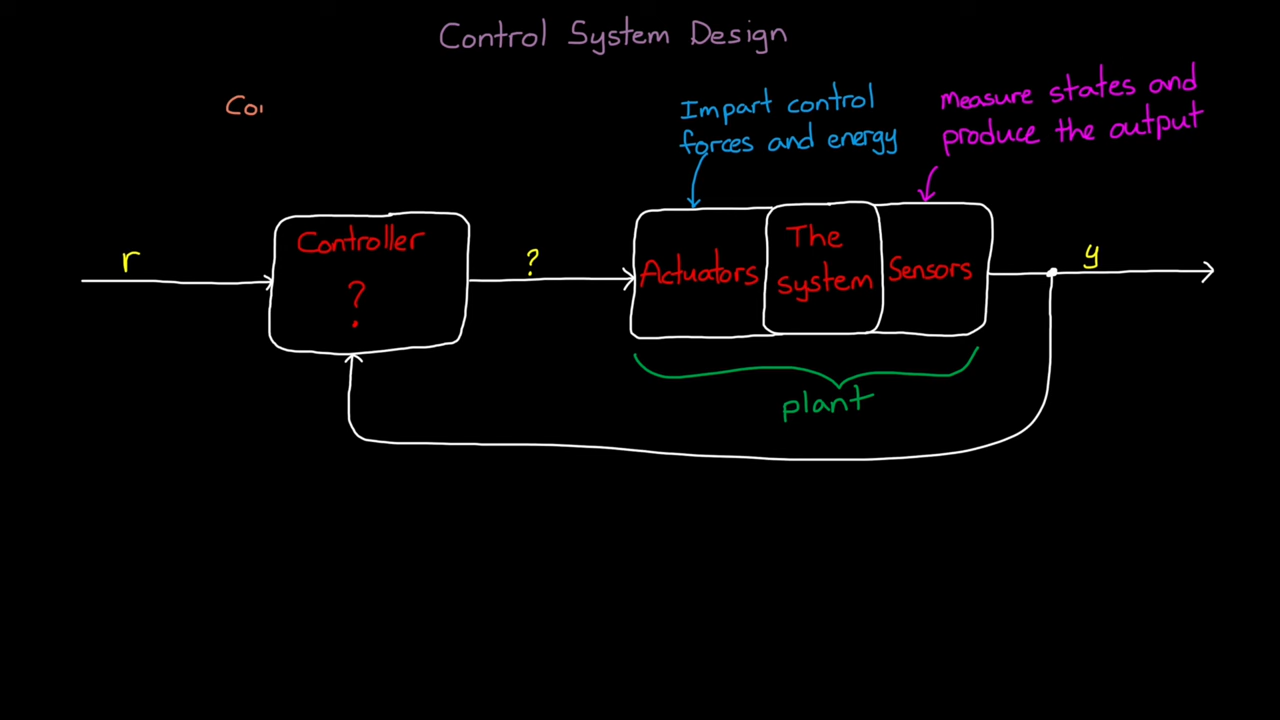 Control System Design
Impart control
forces and energy
measure states and
produce the output
Controller
?
r
?
Actuators
The
system
Sensors
y
plant